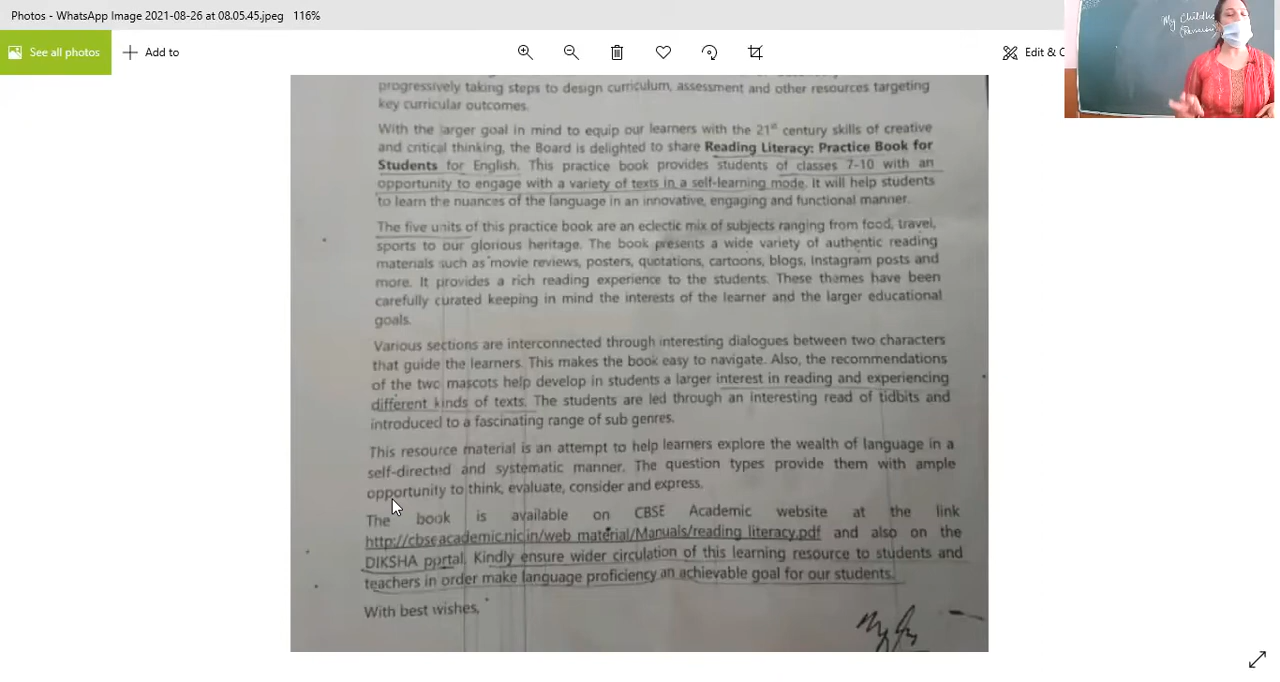 Photos - WhatsApp Image 2021-08-26 at 08.05.45.jpeg 116%
See all photos
Add to
Edit & C
My Childho
progressively taking steps to design curriculum, assessment and other resources targeting
key curricular outcomes.
With the larger goal in mind to equip our learners with the 21st century skills of creative
and critical thinking, the Board is delighted to share Reading Literacy: Practice Book for
Students for English. This practice book provides students of classes 7-10 with an
opportunity to engage with a variety of texts in a self-learning mode. It will help students
to learn the nuances of the language in an innovative, engaging and functional manner.
The five units of this practice book are an eclectic mix of subjects ranging from food, travel,
sports to our glorious heritage. The book presents a wide variety of authentic reading
materials such as movie reviews, posters, quotations, cartoons, blogs, Instagram posts and
more. It provides a rich reading experience to the students. These themes have been
carefully curated keeping in mind the interests of the learner and the larger educational
goals.
Various sections are interconnected through interesting dialogues between two characters
that guide the learners. This makes the book easy to navigate. Also, the recommendations
of the two mascots help develop in students a larger interest in reading and experiencing
different kinds of texts. The students are led through an interesting read of tidbits and
introduced to a fascinating range of sub genres.
This resource material is an attempt to help learners explore the wealth of language in a
self-directed and systematic manner. The question types provide them with ample
opportunity to think, evaluate, consider and express.
The book is available on CBSE Academic website at the link
http://cbseacademic.nic.in/web_material/Manuals/reading_literacy.pdf and also on the
DIKSHA portal. Kindly ensure wider circulation of this learning resource to students and
teachers in order make language proficiency an achievable goal for our students.
With best wishes,